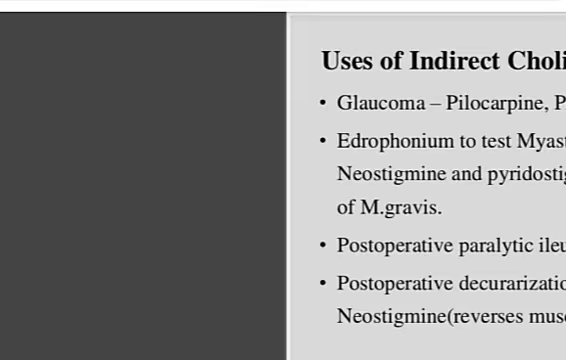 Uses of Indirect Choli
• Glaucoma – Pilocarpine, P
• Edrophonium to test Myast
Neostigmine and pyridostig
of M.gravis.
• Postoperative paralytic ileu
• Postoperative decurarizatio
Neostigmine(reverses musc